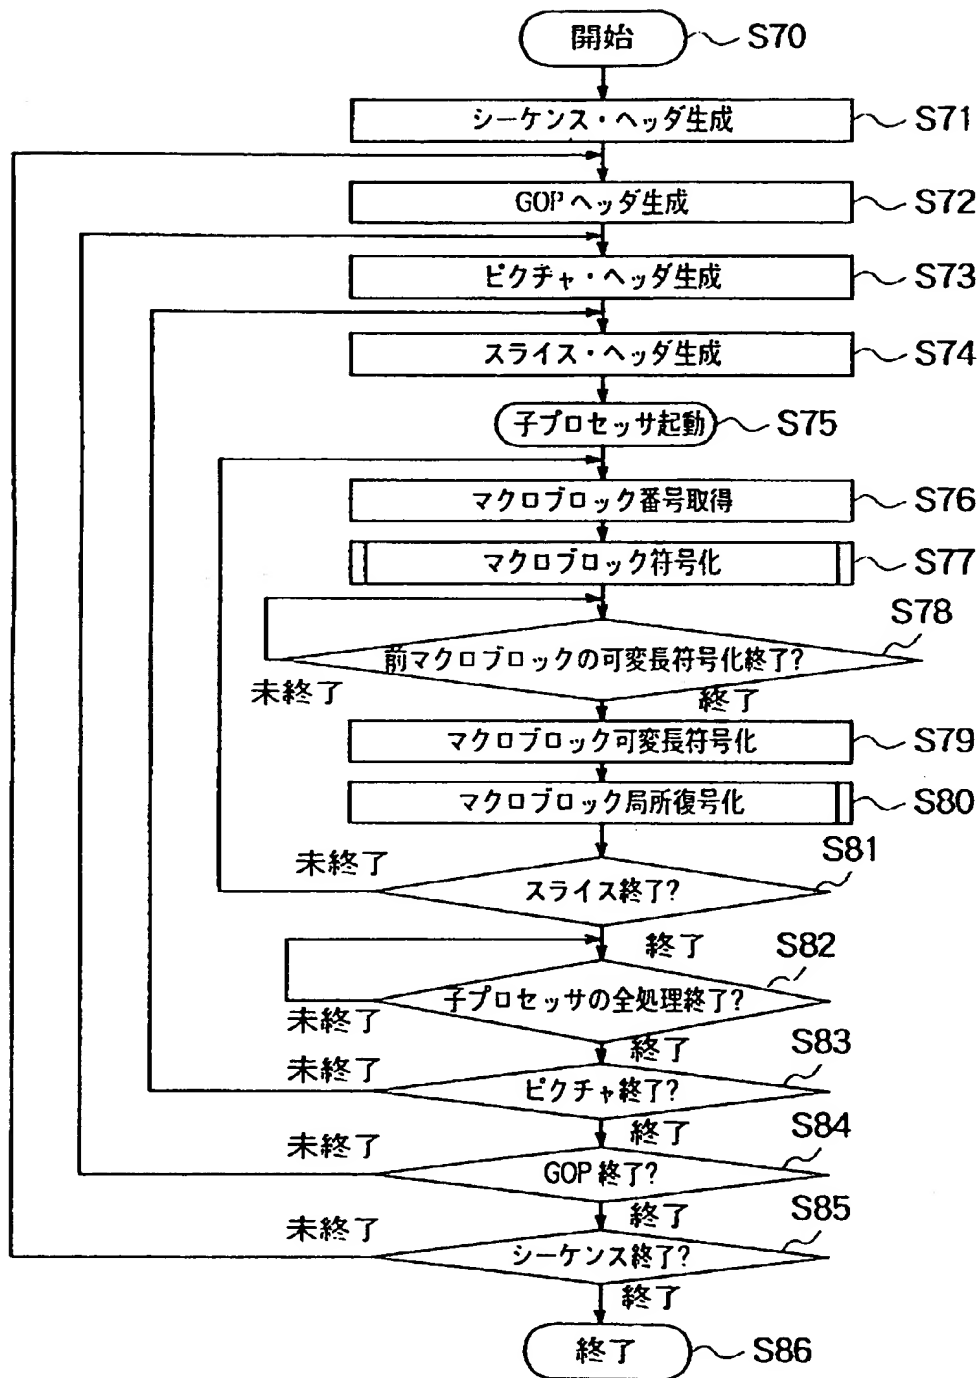 開始 S70
シーケンス・ヘッダ生成 S71
GOPヘッダ生成 S72
ピクチャ・ヘッダ生成 S73
スライス・ヘッダ生成 S74
子プロセッサ起動 S75
マクロブロック番号取得 S76
マクロブロック符号化 S77
S78
前マクロブロックの可変長符号化終了?
未終了 終了
マクロブロック可変長符号化 S79
マクロブロック局所復号化 S80
未終了 S81
スライス終了?
終了 S82
子プロセッサの全処理終了?
未終了
終了 S83
未終了
ピクチャ終了?
終了 S84
未終了
GOP終了?
終了 S85
未終了
シーケンス終了?
終了
終了 S86